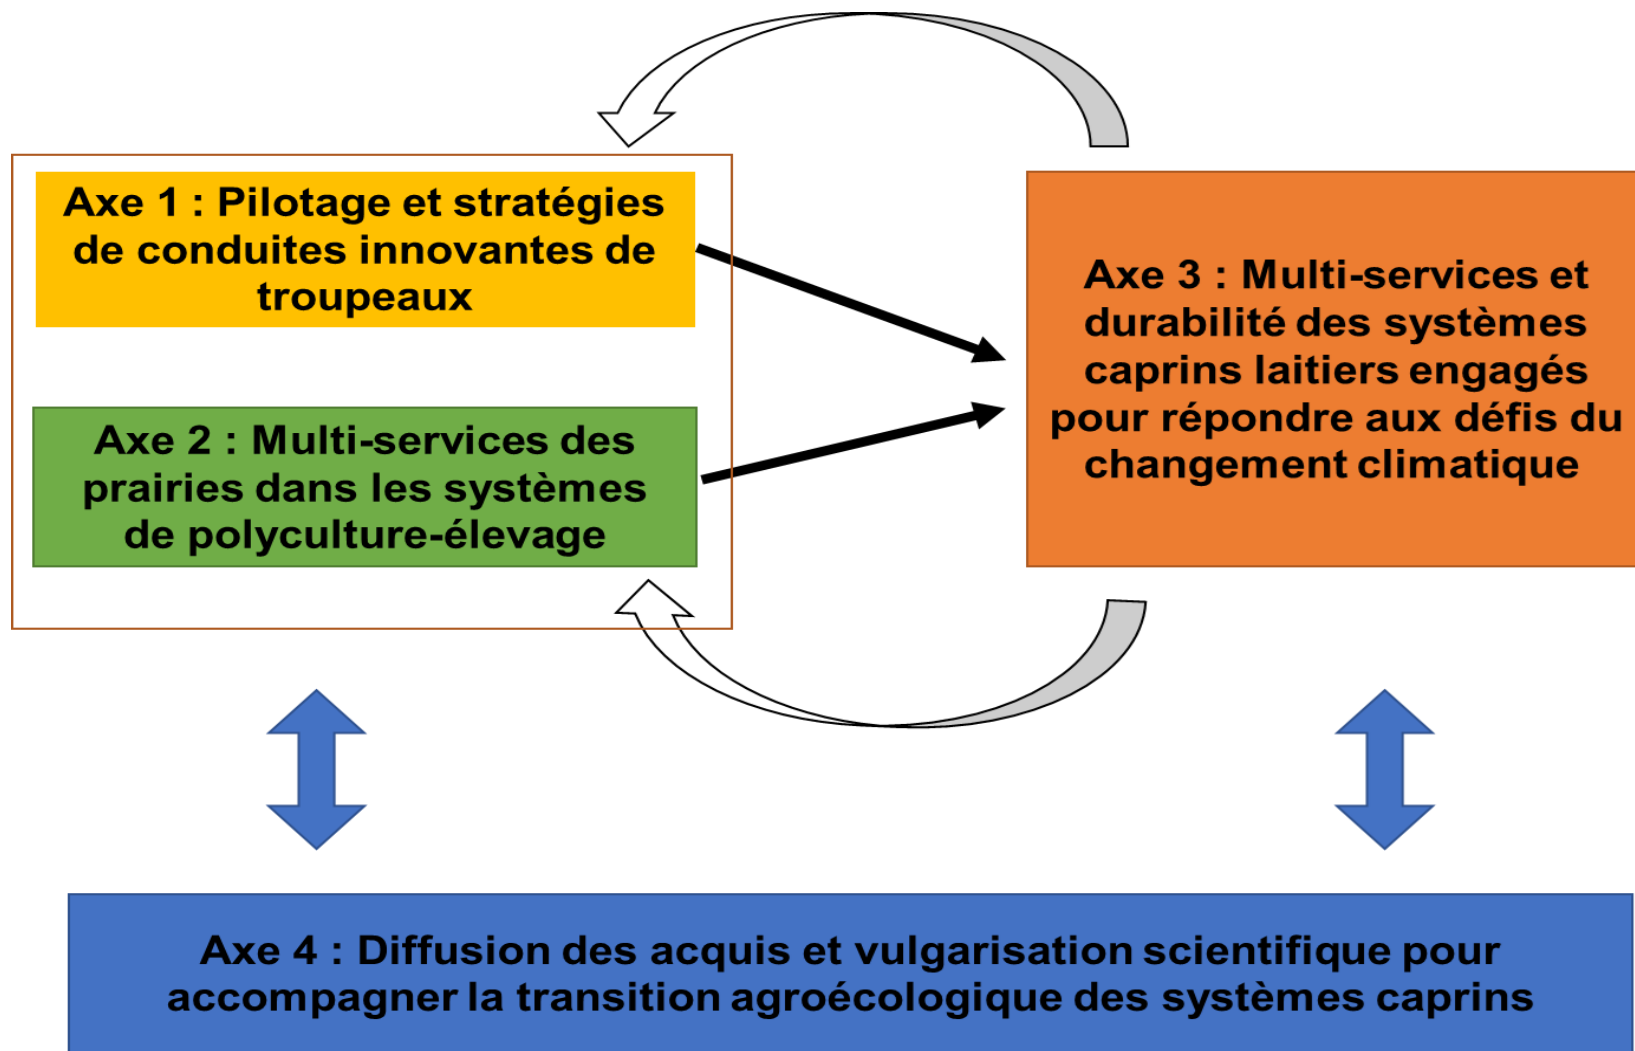 Axe 1 : Pilotage et stratégies
de conduites innovantes de
troupeaux
Axe 2 : Multi-services des
prairies dans les systèmes
de polyculture-élevage
Axe 3 : Multi-services et
durabilité des systèmes
caprins laitiers engagés
pour répondre aux défis du
changement climatique
Axe 4 : Diffusion des acquis et vulgarisation scientifique pour
accompagner la transition agroécologique des systèmes caprins